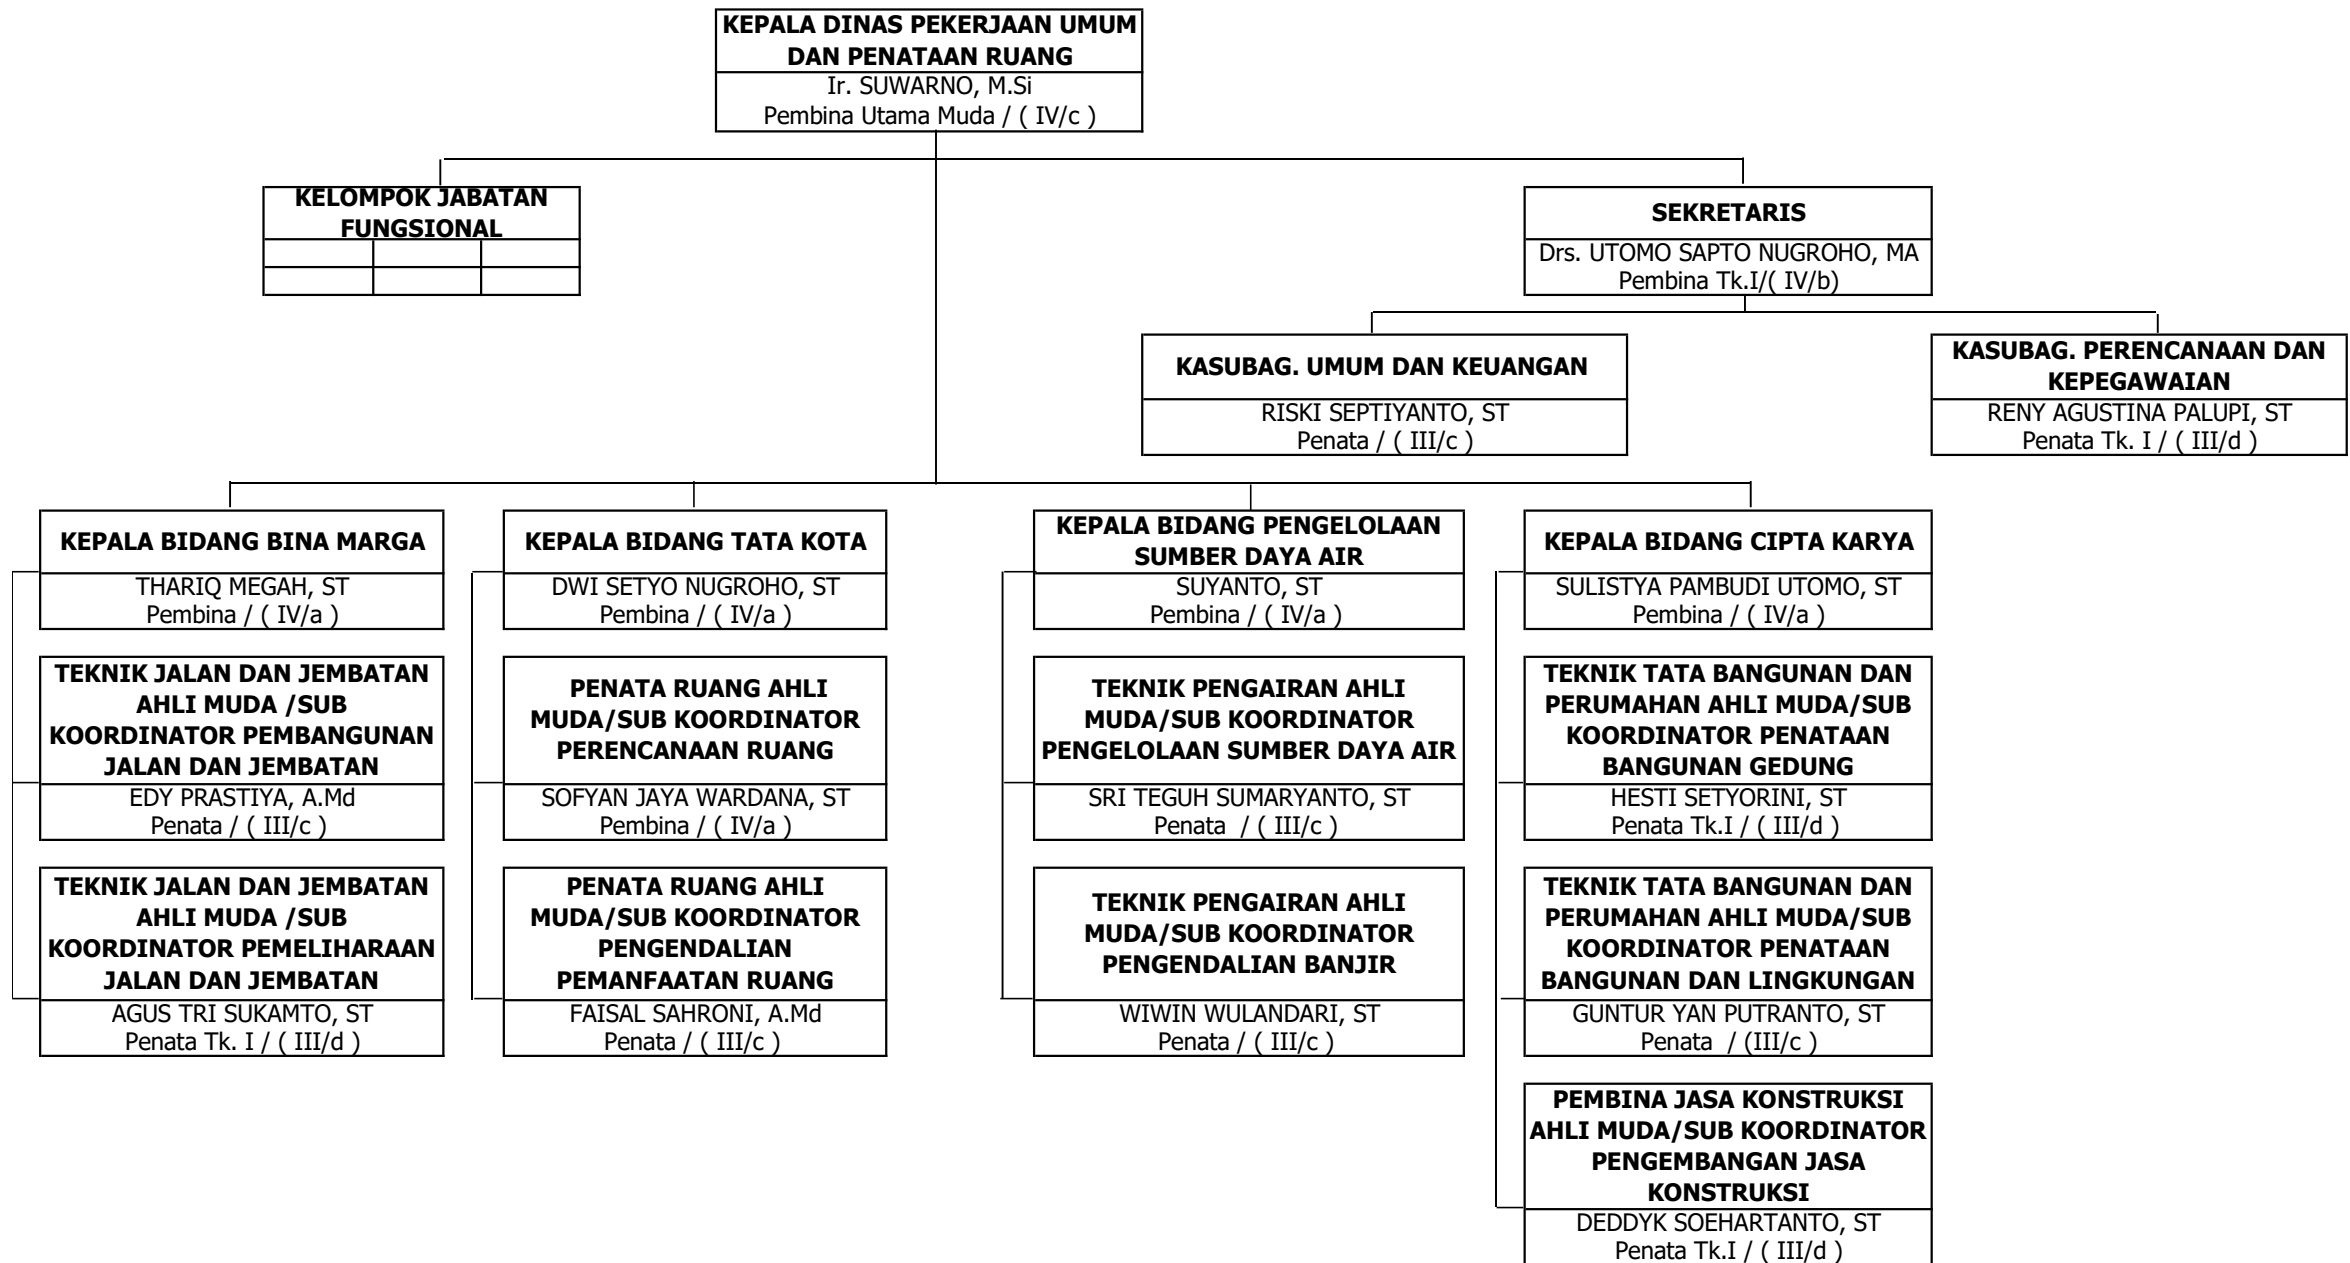 KEPALA DINAS PEKERJAAN UMUM
DAN PENATAAN RUANG
Ir. SUWARNO, M.Si
Pembina Utama Muda / ( IV/c )
KELOMPOK JABATAN
FUNGSIONAL
SEKRETARIS
Drs. UTOMO SAPTO NUGROHO, MA
Pembina Tk.I/( IV/b)
KASUBAG. UMUM DAN KEUANGAN
RISKI SEPTIYANTO, ST
Penata / ( III/c )
KASUBAG. PERENCANAAN DAN
KEPEGAWAIAN
RENY AGUSTINA PALUPI, ST
Penata Tk. I / ( III/d )
KEPALA BIDANG BINA MARGA
THARIQ MEGAH, ST
Pembina / ( IV/a )
TEKNIK JALAN DAN JEMBATAN
AHLI MUDA /SUB
KOORDINATOR PEMBANGUNAN
JALAN DAN JEMBATAN
EDY PRASTIYA, A.Md
Penata / ( III/c )
TEKNIK JALAN DAN JEMBATAN
AHLI MUDA /SUB
KOORDINATOR PEMELIHARAAN
JALAN DAN JEMBATAN
AGUS TRI SUKAMTO, ST
Penata Tk. I / ( III/d )
KEPALA BIDANG TATA KOTA
DWI SETYO NUGROHO, ST
Pembina / ( IV/a )
PENATA RUANG AHLI
MUDA/SUB KOORDINATOR
PERENCANAAN RUANG
SOFYAN JAYA WARDANA, ST
Pembina / ( IV/a )
PENATA RUANG AHLI
MUDA/SUB KOORDINATOR
PENGENDALIAN
PEMANFAATAN RUANG
FAISAL SAHRONI, A.Md
Penata / ( III/c )
KEPALA BIDANG PENGELOLAAN
SUMBER DAYA AIR
SUYANTO, ST
Pembina / ( IV/a )
TEKNIK PENGAIRAN AHLI
MUDA/SUB KOORDINATOR
PENGELOLAAN SUMBER DAYA AIR
SRI TEGUH SUMARYANTO, ST
Penata  / ( III/c )
TEKNIK PENGAIRAN AHLI
MUDA/SUB KOORDINATOR
PENGENDALIAN BANJIR
WIWIN WULANDARI, ST
Penata / ( III/c )
KEPALA BIDANG CIPTA KARYA
SULISTYA PAMBUDI UTOMO, ST
Pembina / ( IV/a )
TEKNIK TATA BANGUNAN DAN
PERUMAHAN AHLI MUDA/SUB
KOORDINATOR PENATAAN
BANGUNAN GEDUNG
HESTI SETYORINI, ST
Penata Tk.I / ( III/d )
TEKNIK TATA BANGUNAN DAN
PERUMAHAN AHLI MUDA/SUB
KOORDINATOR PENATAAN
BANGUNAN DAN LINGKUNGAN
GUNTUR YAN PUTRANTO, ST
Penata  / (III/c )
PEMBINA JASA KONSTRUKSI
AHLI MUDA/SUB KOORDINATOR
PENGEMBANGAN JASA
KONSTRUKSI
DEDDYK SOEHARTANTO, ST
Penata Tk.I / ( III/d )